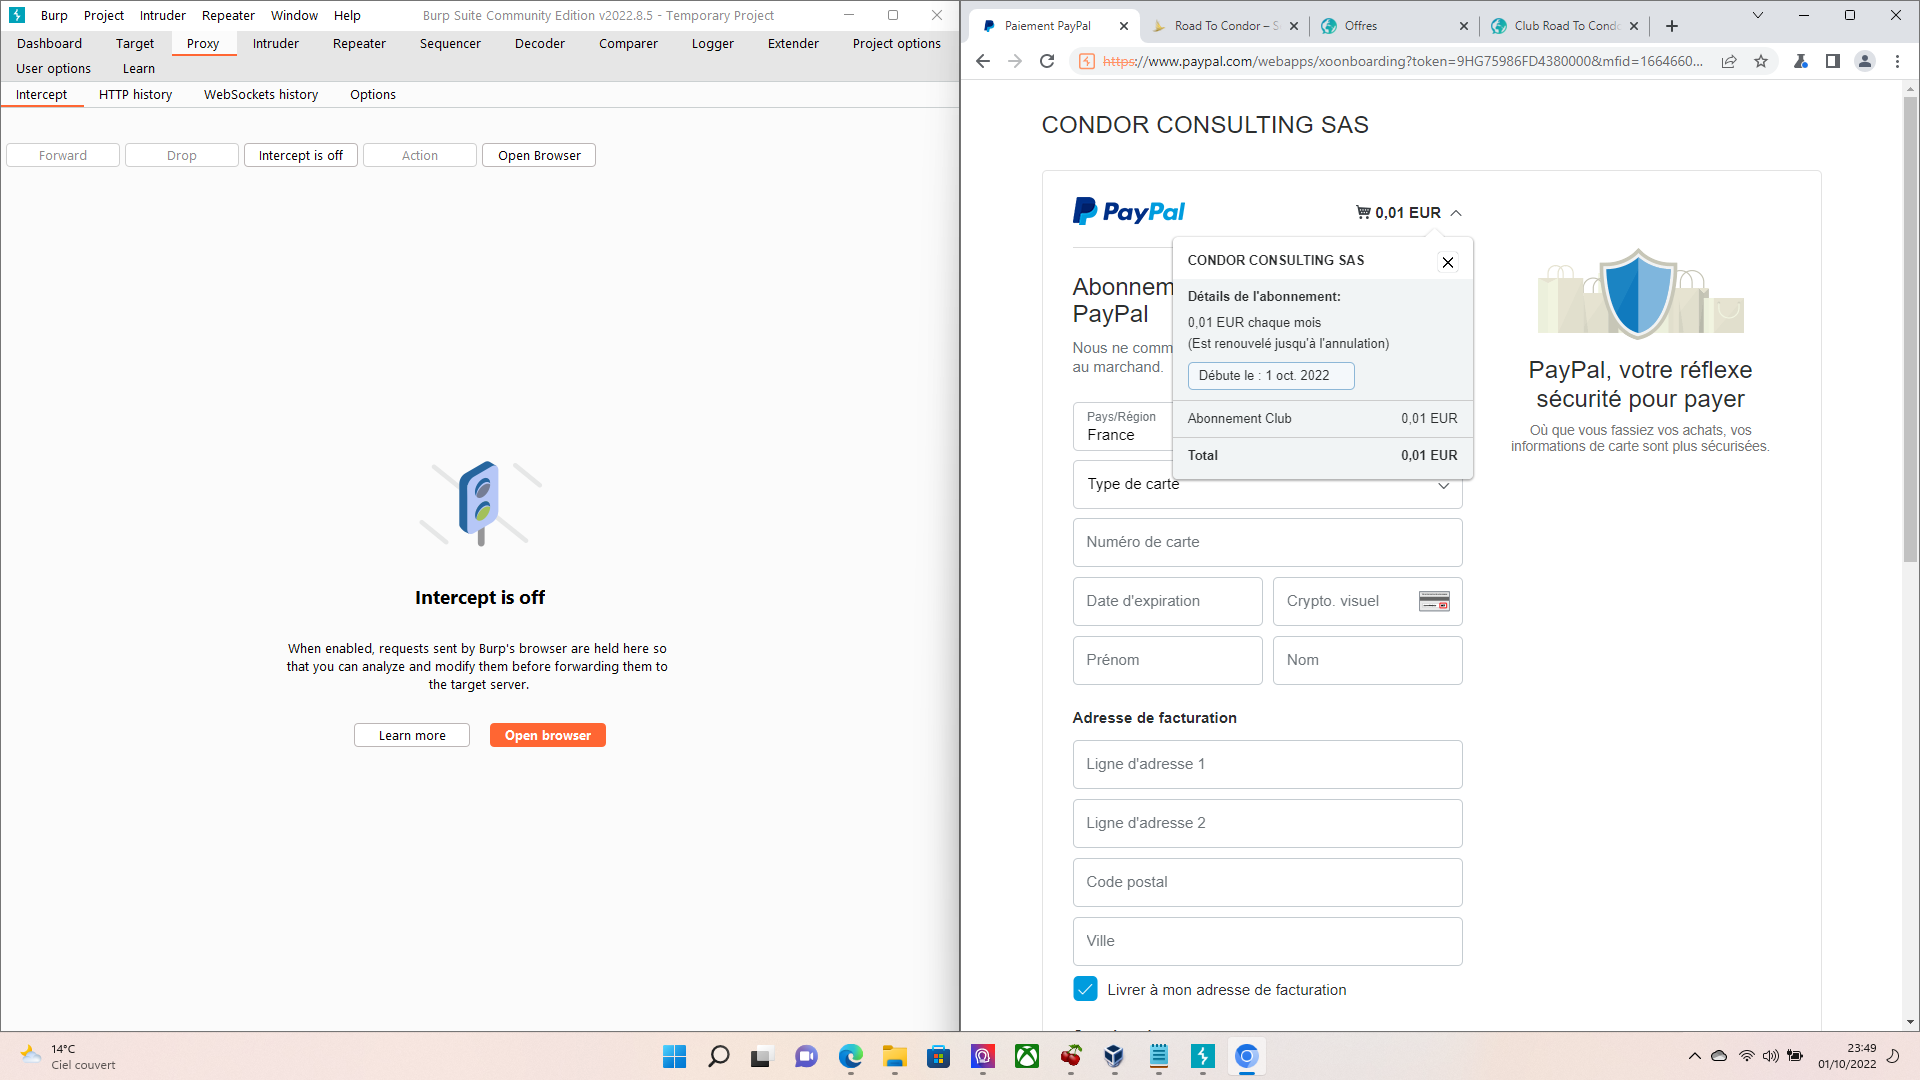 Burp Project Intruder Repeater Window Help
Burp Suite Community Edition v2022.8.5 - Temporary Project
Dashboard Target Proxy Intruder Repeater Sequencer Decoder Comparer Logger Extender Project options
User options Learn
Intercept HTTP history WebSockets history Options
Forward Drop Intercept is off Action Open Browser
Intercept is off
When enabled, requests sent by Burp's browser are held here so
that you can analyze and modify them before forwarding them to
the target server.
Learn more Open browser
Paiement PayPal Road To Condor – S Offres Club Road To Condo
https://www.paypal.com/webapps/xoonboarding?token=9HG75986FD43800000&mfid=1664660...
CONDOR CONSULTING SAS
PayPal
0,01 EUR
CONDOR CONSULTING SAS
Détails de l'abonnement:
0,01 EUR chaque mois
(Est renouvelé jusqu'à l'annulation)
Débute le : 1 oct. 2022
Abonnement Club 0,01 EUR
Total 0,01 EUR
Abonnem
PayPal
Nous ne comm
au marchand.
Pays/Région
France
Type de carte
Numéro de carte
Date d'expiration Crypto. visuel
Prénom Nom
Adresse de facturation
Ligne d'adresse 1
Ligne d'adresse 2
Code postal
Ville
Livrer à mon adresse de facturation
PayPal, votre réflexe
sécurité pour payer
Où que vous fassiez vos achats, vos
informations de carte sont plus sécurisées.
14°C
Ciel couvert
23:49
01/10/2022